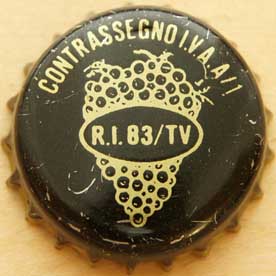 CONTRASSEGNO I.V.A. A/1
R.I. 83/TV